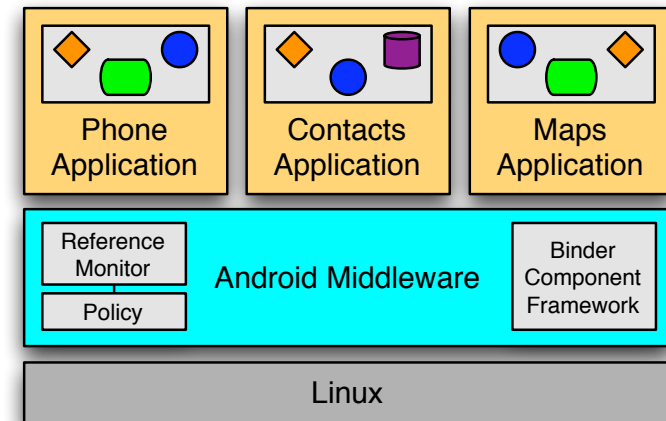 Phone
Application
Contacts
Application
Maps
Application
Reference
Monitor
Policy
Android Middleware
Binder
Component
Framework
Linux